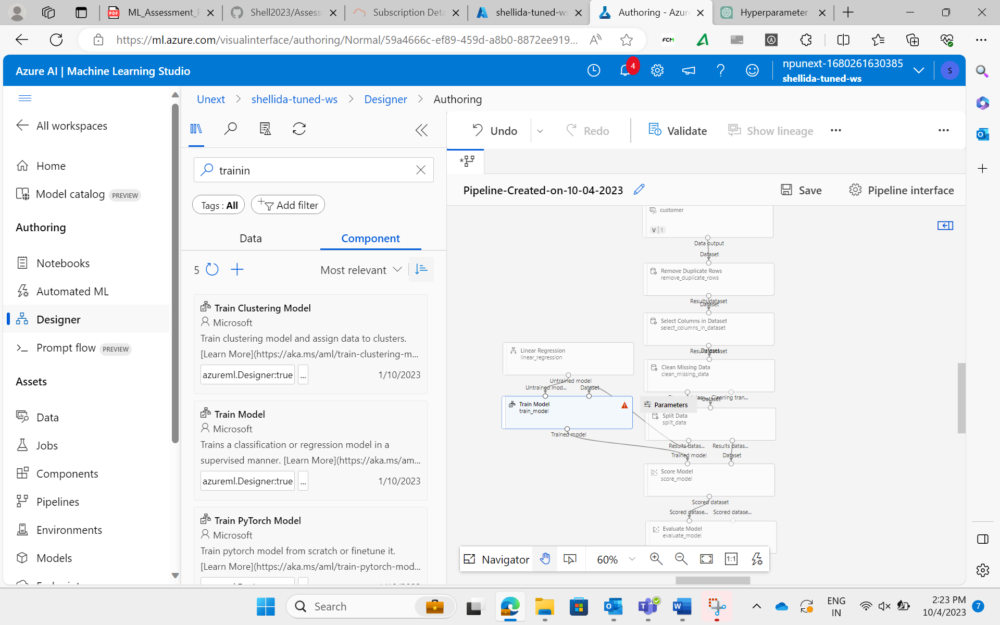 ML_Assessment_F
Shell2023/Assess
Subscription Deta
shellida-tuned-ws
Authoring - Azur
Hyperparameter
https://ml.azure.com/visualinterface/authoring/Normal/59a4666c-ef89-459d-a8b0-8872ee919...
FCM
Azure AI | Machine Learning Studio
4
npunext-1680261630385
shellida-tuned-ws
S
All workspaces
Home
Model catalog PREVIEW
Authoring
Notebooks
Automated ML
Designer
Prompt flow PREVIEW
Assets
Data
Jobs
Components
Pipelines
Environments
Models
Unext > shellida-tuned-ws > Designer > Authoring
trainin
Tags : All
Add filter
Data
Component
5
Most relevant
Train Clustering Model
Microsoft
Train clustering model and assign data to clusters.
[Learn More](https://aka.ms/aml/train-clustering-m...
azureml.Designer:true
...
1/10/2023
Train Model
Microsoft
Trains a classification or regression model in a
supervised manner. [Learn More](https://aka.ms/am...
azureml.Designer:true
...
1/10/2023
Train PyTorch Model
Microsoft
Train pytorch model from scratch or finetune it.
[Learn More](https://aka.ms/aml/train-pytorch-mod...
Undo
Redo
Validate
Show lineage
Pipeline-Created-on-10-04-2023
Save
Pipeline interface
customer
V | 1
Data output
Dataset
Remove Duplicate Rows
remove_duplicate_rows
Results dataset
Dataset
Select Columns in Dataset
select_columns_in_dataset
Results dataset
Dataset
Clean Missing Data
clean_missing_data
Cleaning tran...
Dataset
Linear Regression
linear_regression
Untrained model
Untrained mod...
Dataset
Train Model
train_model
Parameters
Trained model
Split Data
split_data
Results datas...
Results datas...
Trained model
Dataset
Score Model
score_model
Scored dataset
Scored datase...
Scored datase...
Evaluate Model
evaluate_model
Navigator
60%
1:1
Search
ENG
IN
2:23 PM
10/4/2023
7